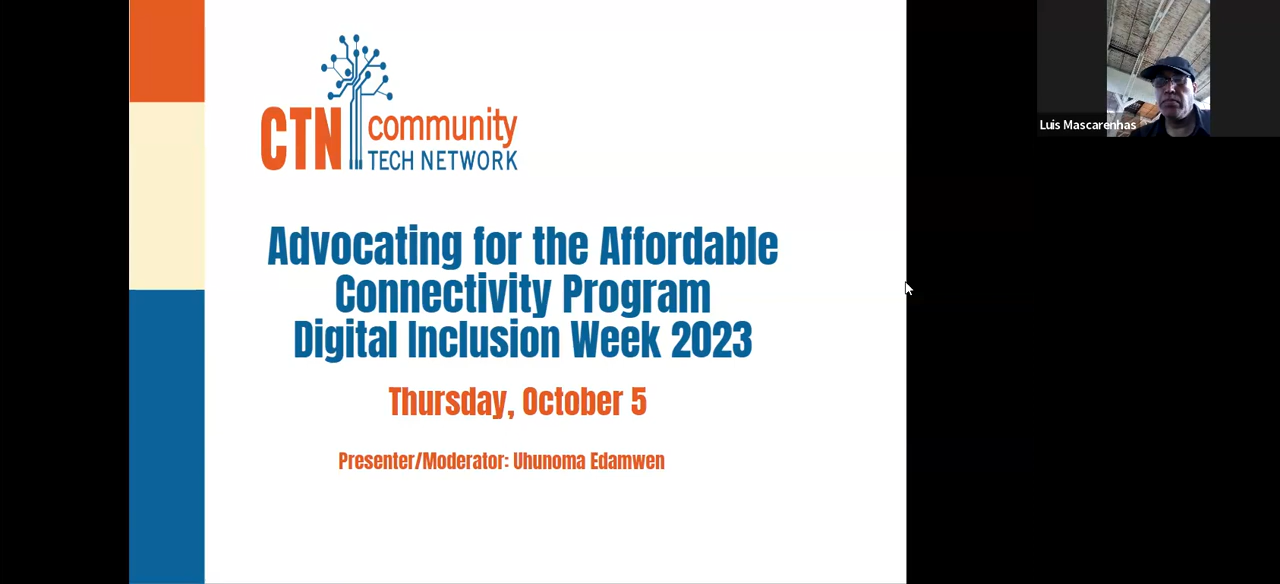 CTN community
TECH NETWORK
Advocating for the Affordable
Connectivity Program
Digital Inclusion Week 2023
Thursday, October 5
Presenter/Moderator: Uhunoma Edamwen
Luis Mascarenhas